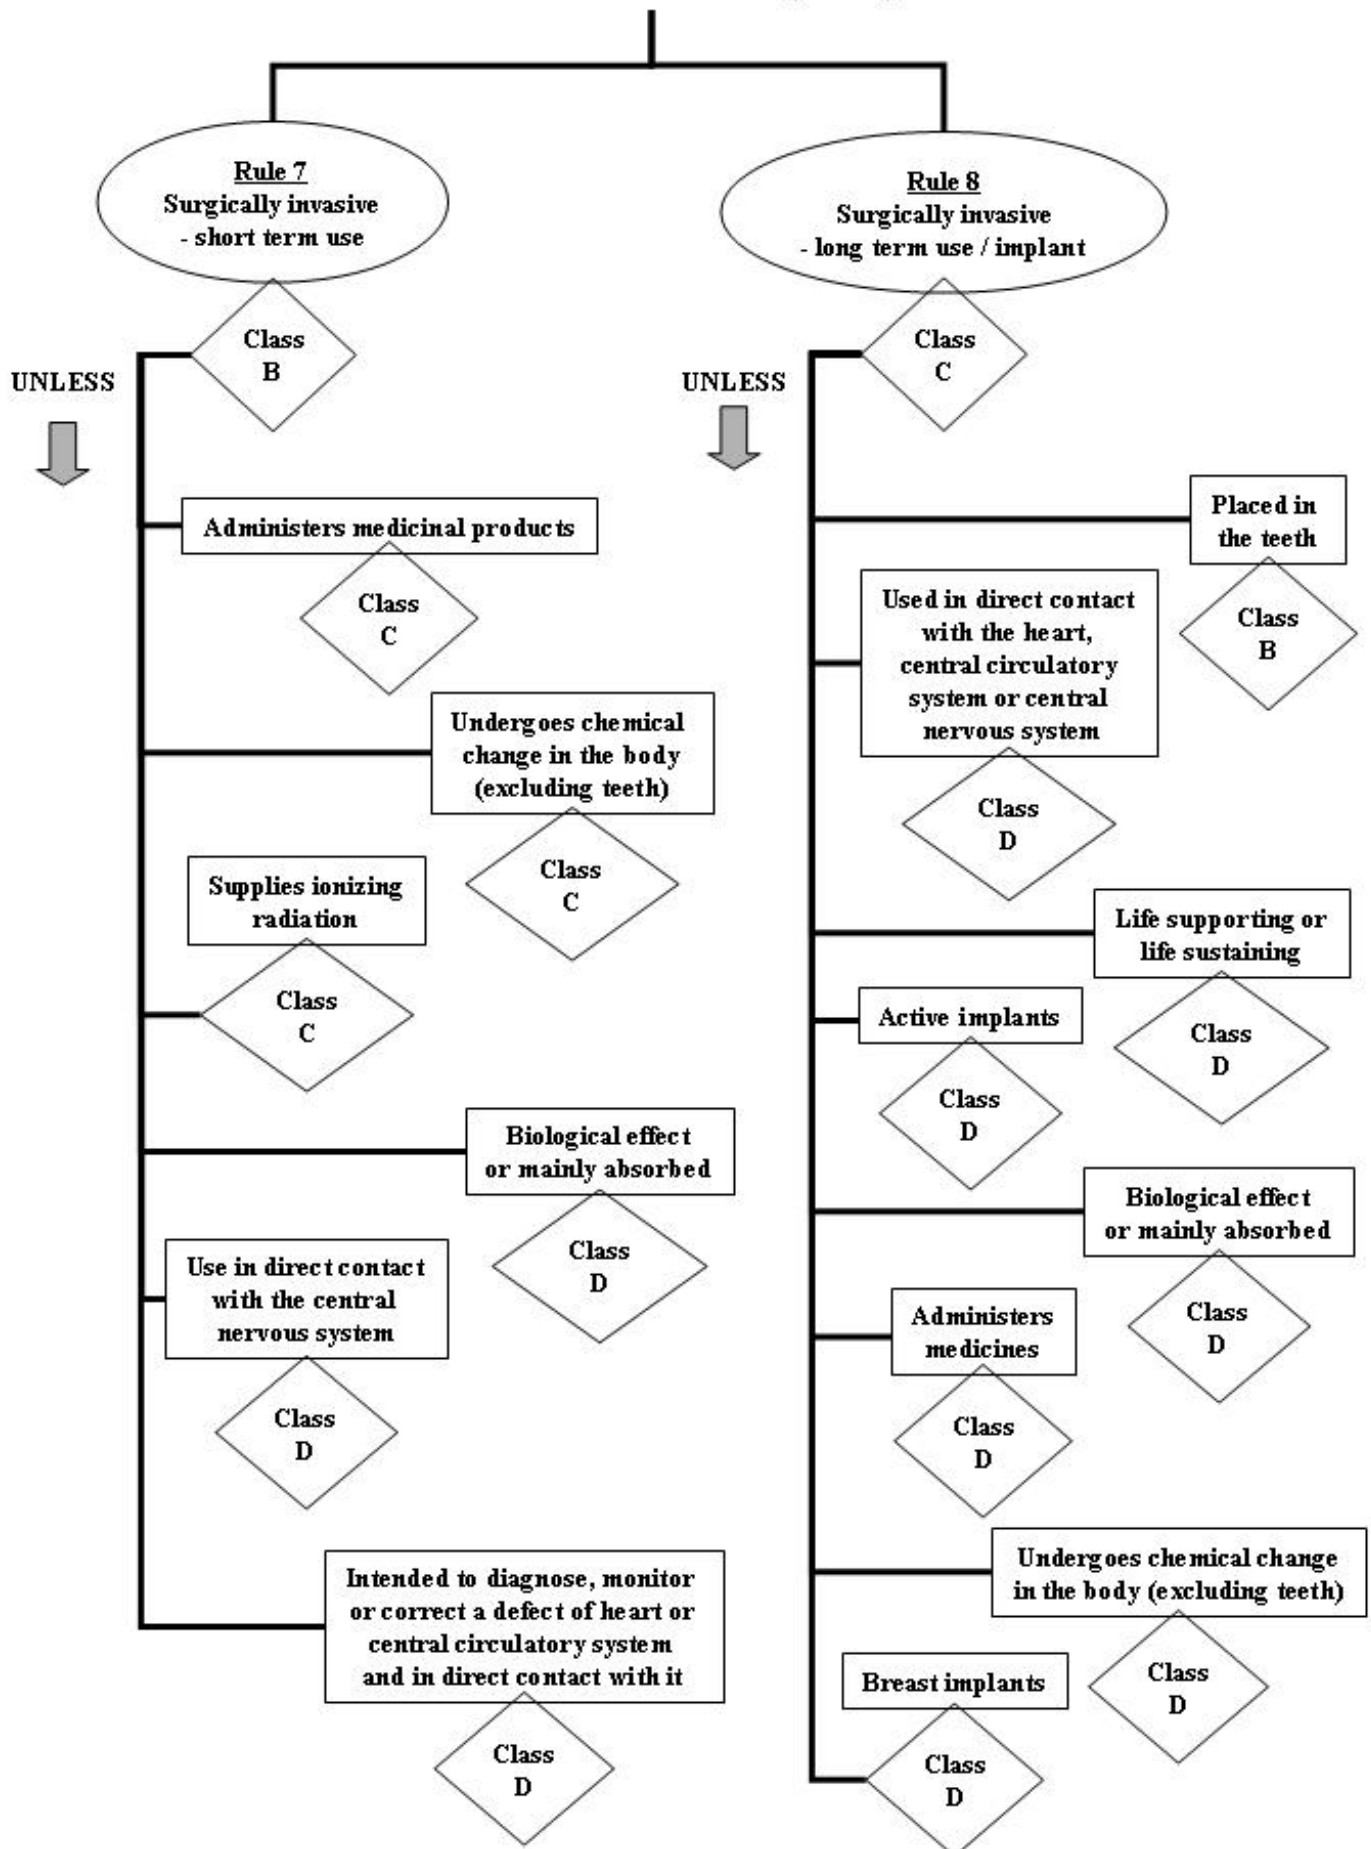 Rule 7
Surgically invasive
- short term use
Class
B
UNLESS
Administers medicinal products
Class
C
Undergoes chemical
change in the body
(excluding teeth)
Class
C
Supplies ionizing
radiation
Class
C
Biological effect
or mainly absorbed
Class
D
Use in direct contact
with the central
nervous system
Class
D
Intended to diagnose, monitor
or correct a defect of heart or
central circulatory system
and in direct contact with it
Class
D
Rule 8
Surgically invasive
- long term use / implant
Class
C
UNLESS
Placed in
the teeth
Class
B
Used in direct contact
with the heart,
central circulatory
system or central
nervous system
Class
D
Life supporting or
life sustaining
Class
D
Active implants
Class
D
Biological effect
or mainly absorbed
Class
D
Administers
medicines
Class
D
Undergoes chemical change
in the body (excluding teeth)
Class
D
Breast implants
Class
D